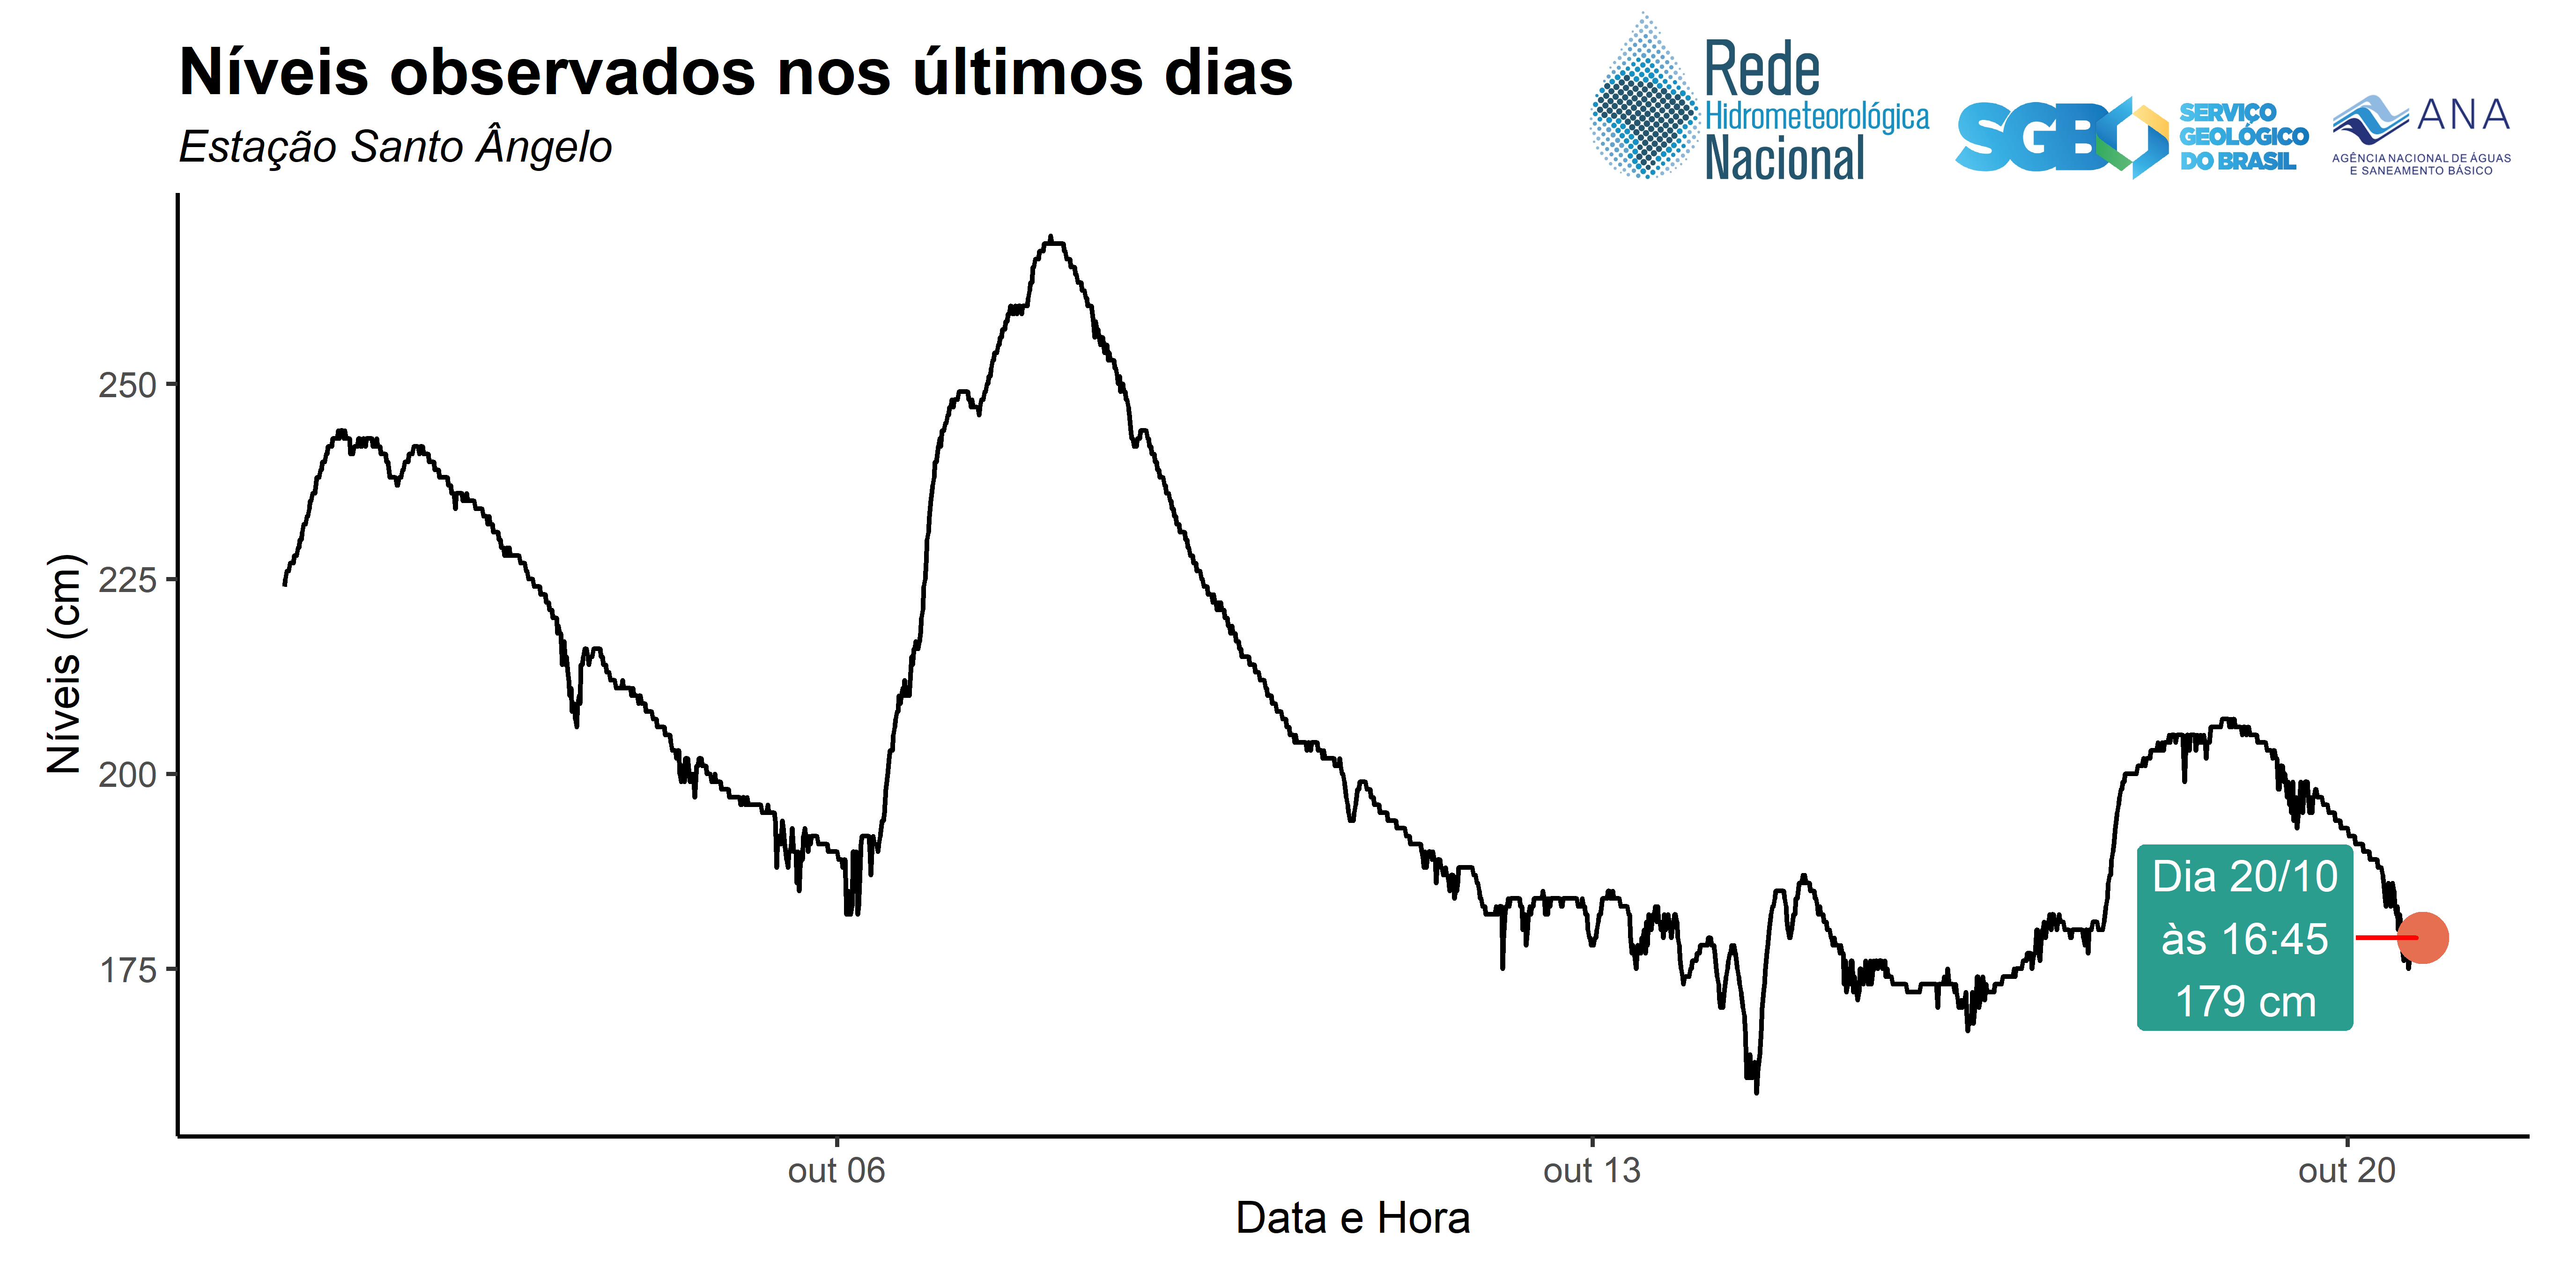 Níveis observados nos últimos dias
Estação Santo Ângelo
Rede
Hidrometeorológica
Nacional
SGB
SERVIÇO
GEOLÓGICO
DO BRASIL
ANA
AGÊNCIA NACIONAL DE ÁGUAS
E SANEAMENTO BÁSICO
Níveis (cm)
250
225
200
175
Dia 20/10
às 16:45
179 cm
out 06
out 13
out 20
Data e Hora